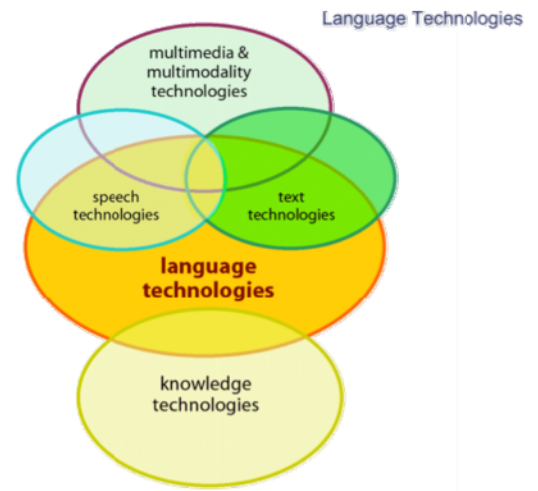 Language Technologies
multimedia &
multimodality
technologies
speech
technologies
text
technologies
language
technologies
knowledge
technologies